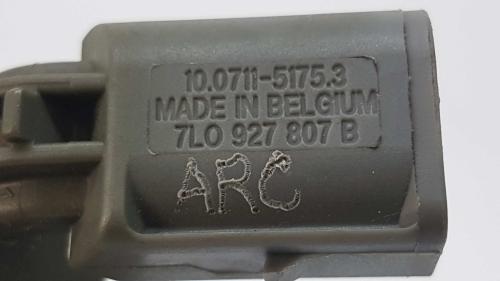 10.0711-5175.3
MADE IN BELGIUM
7L0 927 807 B
ARC